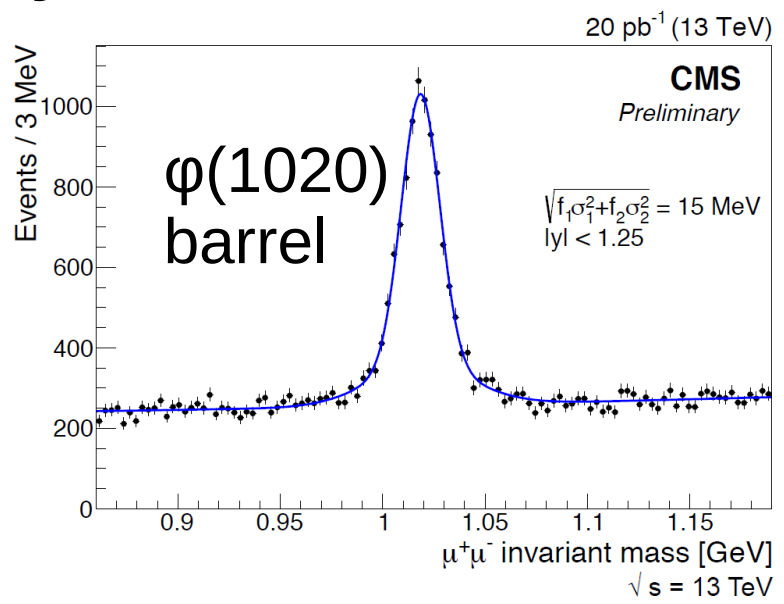 20 pb⁻¹ (13 TeV)
CMS
Preliminary
φ(1020)
barrel
√f₁σ₁²+f₂σ₂² = 15 MeV
|y| < 1.25
Events / 3 MeV
1000
800
600
400
200
0
0.9 0.95 1 1.05 1.1 1.15
μ⁺μ⁻ invariant mass [GeV]
√ s = 13 TeV